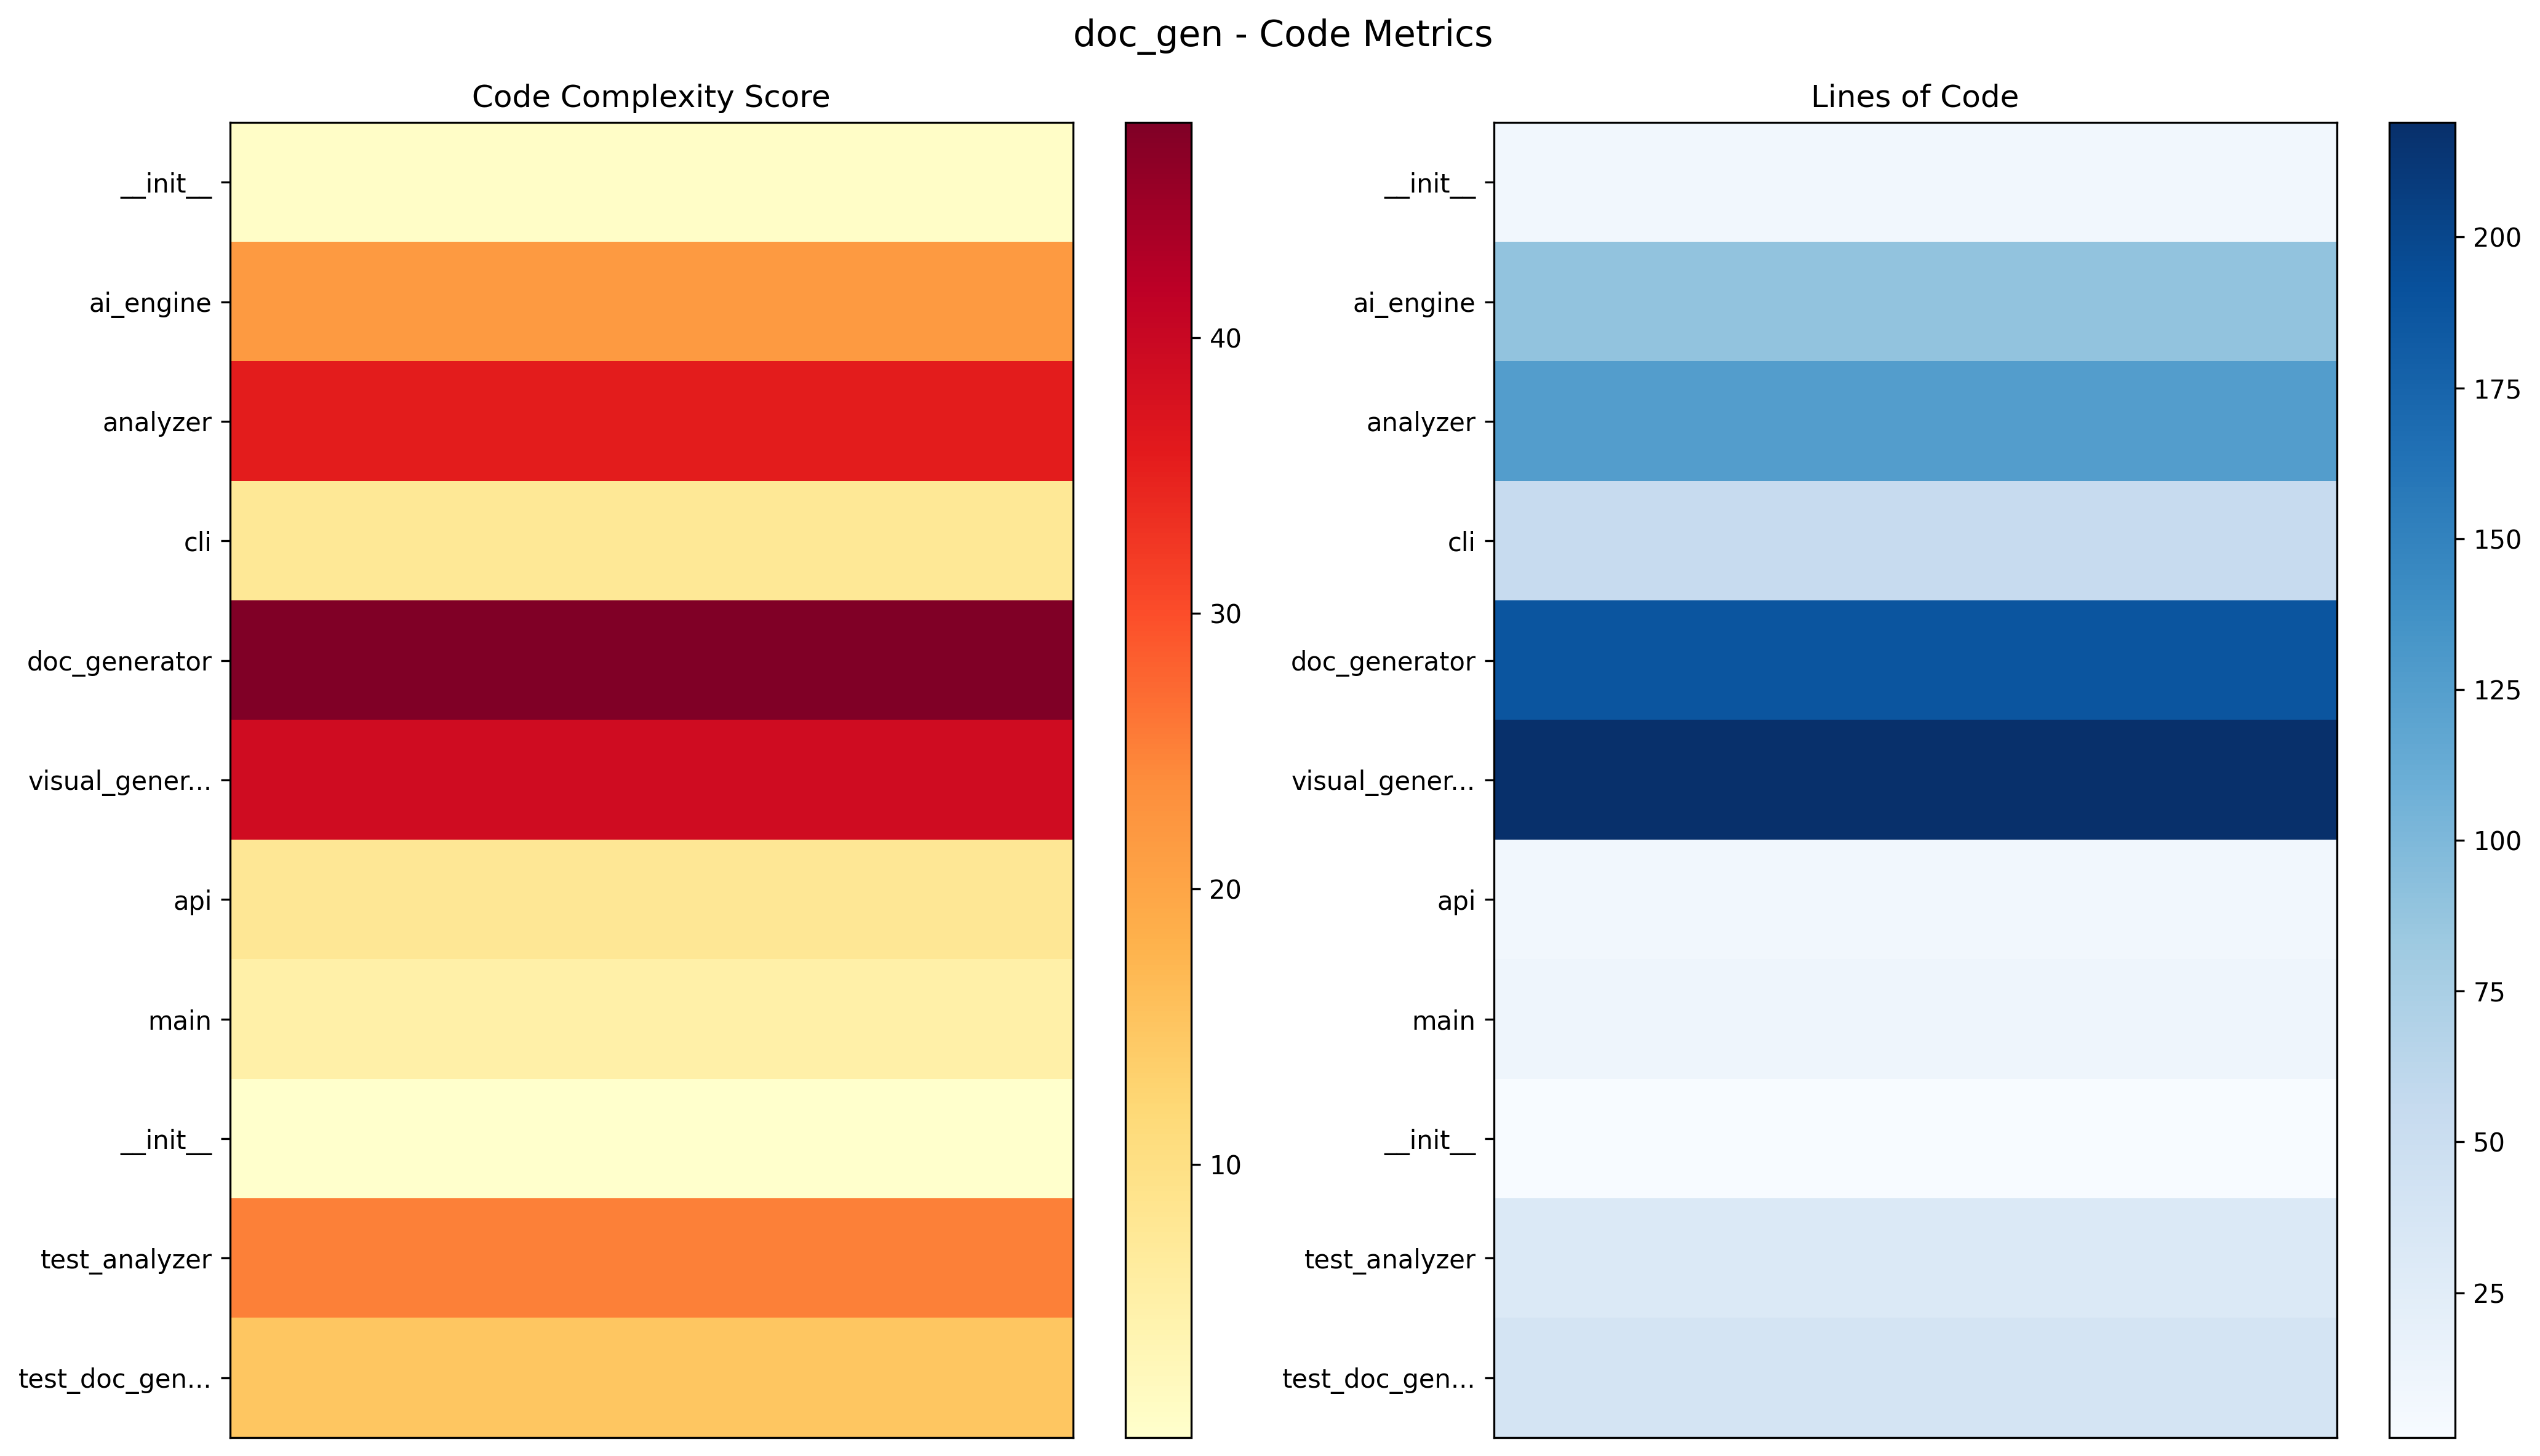 doc_gen - Code Metrics
Code Complexity Score
__init__
ai_engine
analyzer
cli
doc_generator
visual_gener...
api
main
__init__
test_analyzer
test_doc_gen...
40
30
20
10
Lines of Code
__init__
ai_engine
analyzer
cli
doc_generator
visual_gener...
api
main
__init__
test_analyzer
test_doc_gen...
200
175
150
125
100
75
50
25